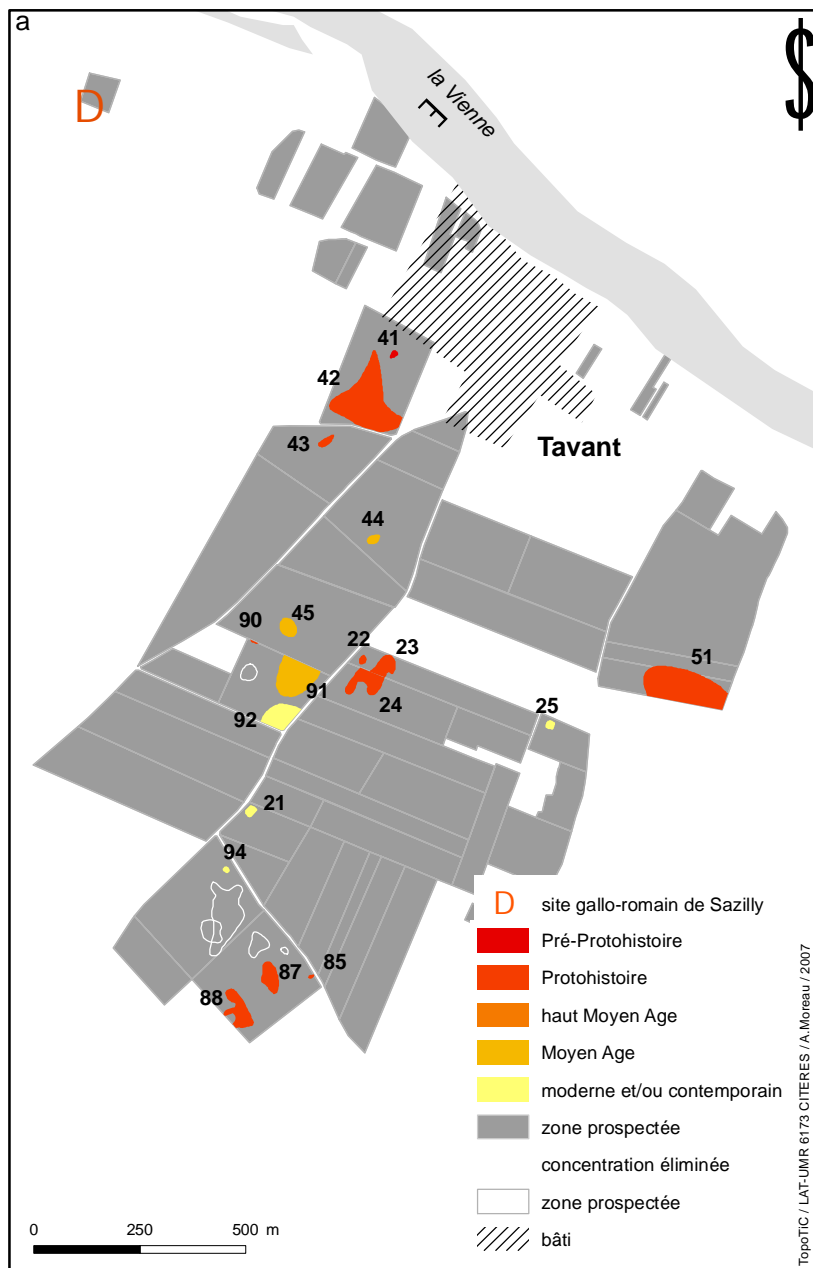 a
$
la Vienne
E
D
41
42
43
Tavant
44
45
90
22
23
51
91
24
25
92
21
94
85
87
88
D site gallo-romain de Sazilly
Pré-Protohistoire
Protohistoire
haut Moyen Age
Moyen Age
moderne et/ou contemporain
zone prospectée
concentration éliminée
zone prospectée
bâti
0 250 500 m
TopoTiC / LAT-UMR 6173 CITERES / A.Moreau / 2007